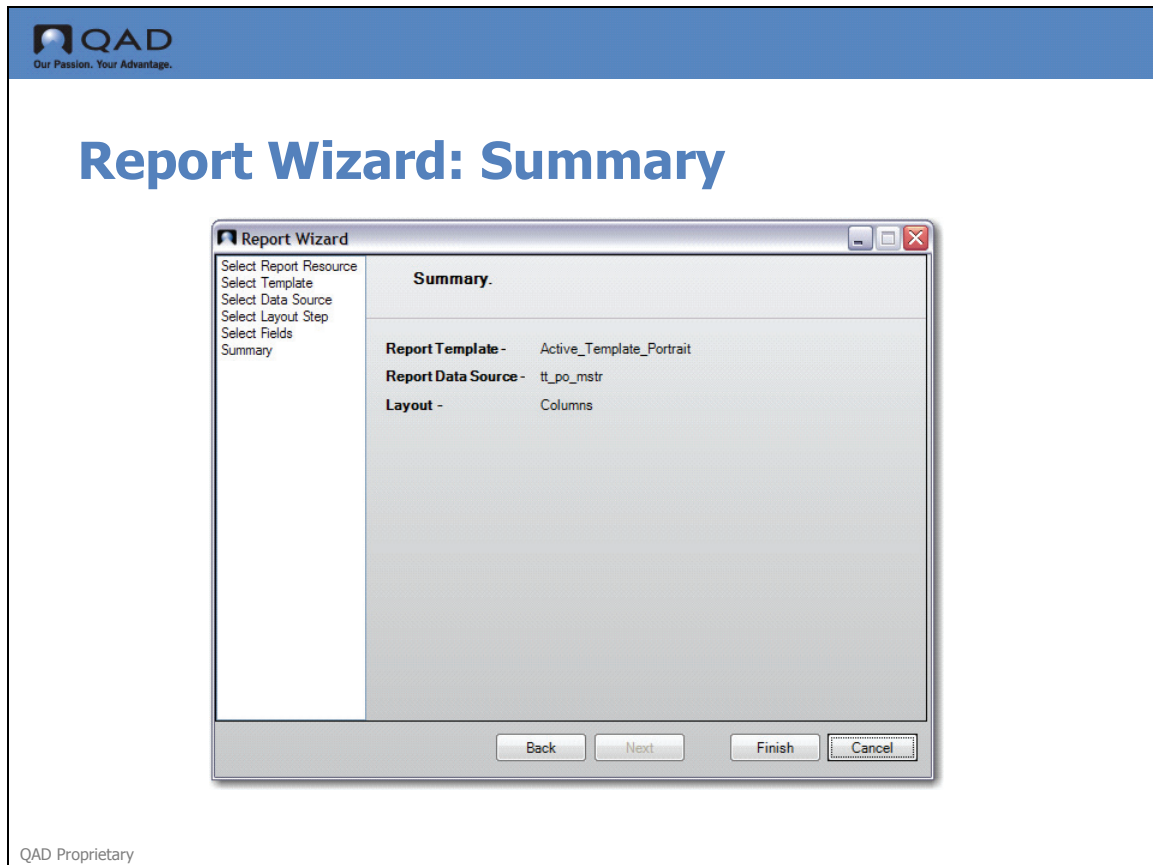 QAD
Our Passion. Your Advantage.
Report Wizard: Summary
Report Wizard
Select Report Resource
Select Template
Select Data Source
Select Layout Step
Select Fields
Summary
Summary.
Report Template - Active_Template_Portrait
Report Data Source - tt_po_mstr
Layout - Columns
Back Next Finish Cancel
QAD Proprietary